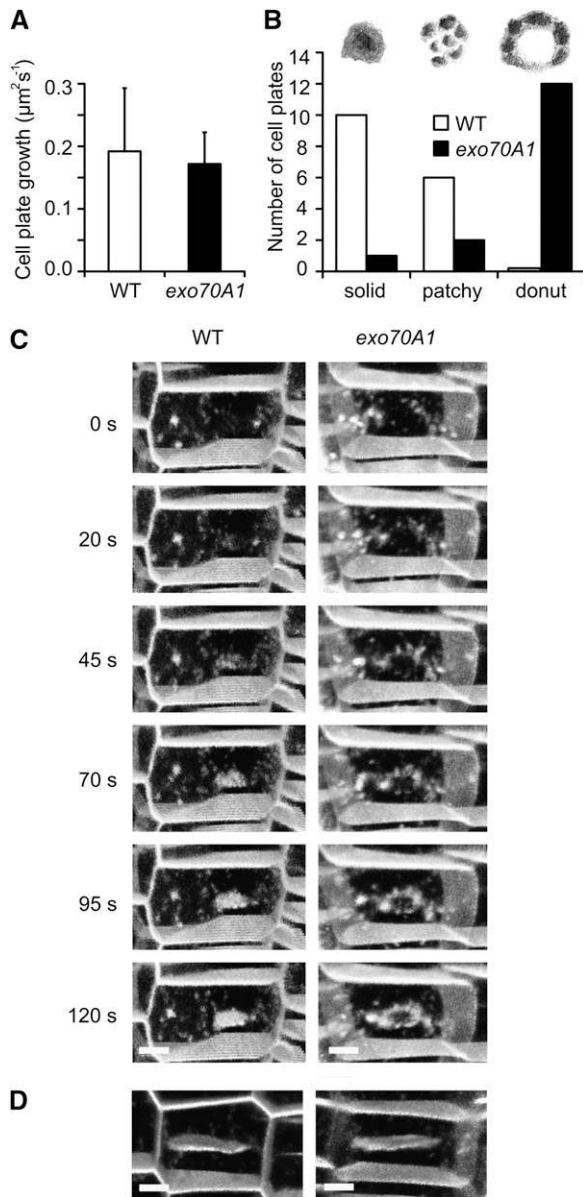 A
Cell plate growth (µm² s⁻¹)
0.3
0.2
0.1
0.0
WT
exo70A1
B
Number of cell plates
14
12
10
8
6
4
2
0
WT
exo70A1
solid
patchy
donut
C
WT
exo70A1
0 s
20 s
45 s
70 s
95 s
120 s
D